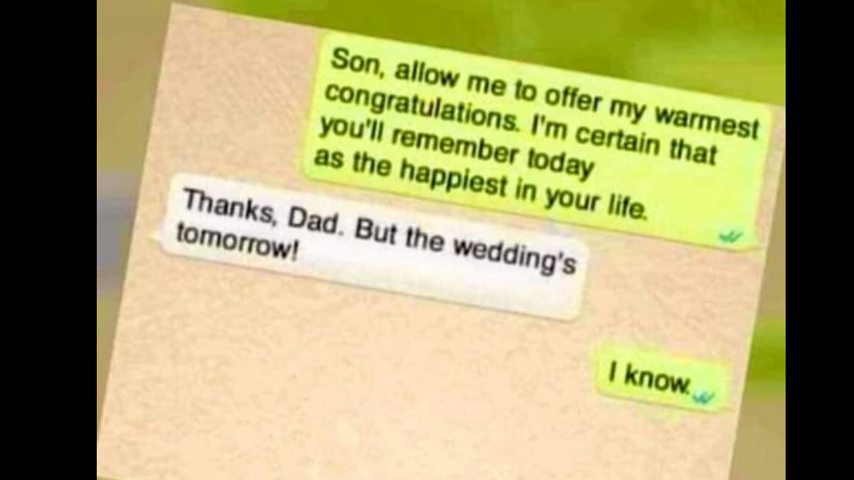 Son, allow me to offer my warmest
congratulations. I'm certain that
you'll remember today
as the happiest in your life.
Thanks, Dad. But the wedding's
tomorrow!
I know.